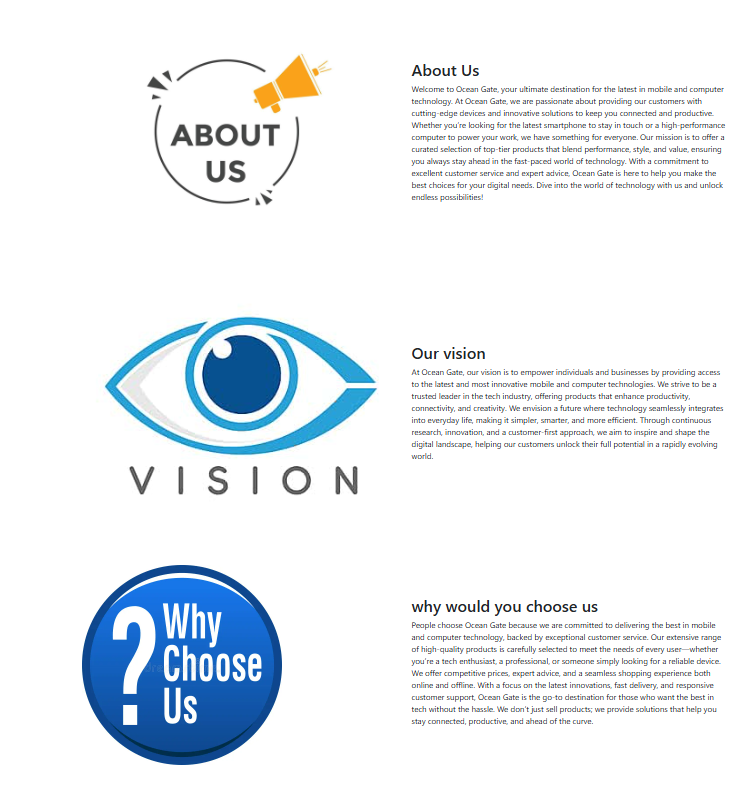 ABOUT
US
About Us
Welcome to Ocean Gate, your ultimate destination for the latest in mobile and computer
technology. At Ocean Gate, we are passionate about providing our customers with
cutting-edge devices and innovative solutions to keep you connected and productive.
Whether you're looking for the latest smartphone to stay in touch or a high-performance
computer to power your work, we have something for everyone. Our mission is to offer a
curated selection of top-tier products that blend performance, style, and value, ensuring
you always stay ahead in the fast-paced world of technology. With a commitment to
excellent customer service and expert advice, Ocean Gate is here to help you make the
best choices for your digital needs. Dive into the world of technology with us and unlock
endless possibilities!
VISION
Our vision
At Ocean Gate, our vision is to empower individuals and businesses by providing access
to the latest and most innovative mobile and computer technologies. We strive to be a
trusted leader in the tech industry, offering products that enhance productivity,
connectivity, and creativity. We envision a future where technology seamlessly integrates
into everyday life, making it simpler, smarter, and more efficient. Through continuous
research, innovation, and a customer-first approach, we aim to inspire and shape the
digital landscape, helping our customers unlock their full potential in a rapidly evolving
world.
? Why
Choose
Us
why would you choose us
People choose Ocean Gate because we are committed to delivering the best in mobile
and computer technology, backed by exceptional customer service. Our extensive range
of high-quality products is carefully selected to meet the needs of every user—whether
you're a tech enthusiast, a professional, or someone simply looking for a reliable device.
We offer competitive prices, expert advice, and a seamless shopping experience both
online and offline. With a focus on the latest innovations, fast delivery, and responsive
customer support, Ocean Gate is the go-to destination for those who want the best in
tech without the hassle. We don't just sell products; we provide solutions that help you
stay connected, productive, and ahead of the curve.